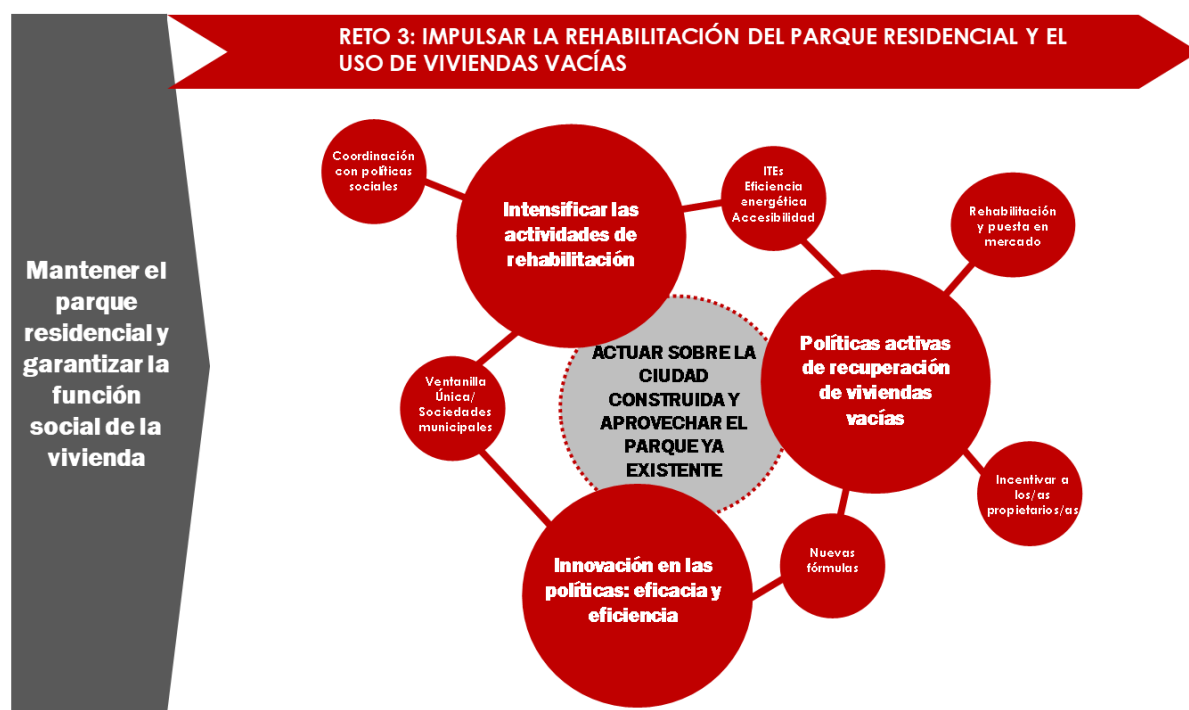 RETO 3: IMPULSAR LA REHABILITACIÓN DEL PARQUE RESIDENCIAL Y EL
USO DE VIVIENDAS VACÍAS
Mantener el
parque
residencial y
garantizar la
función
social de la
vivienda
Coordinación
con políticas
sociales
Intensificar las
actividades de
rehabilitación
ITEs
Eficiencia
energética
Accesibilidad
Rehabilitación
y puesta en
mercado
Políticas activas
de recuperación
de viviendas
vacías
ACTUAR SOBRE LA
CIUDAD
CONSTRUIDA Y
APROVECHAR EL
PARQUE YA
EXISTENTE
Ventanilla
Única/
Sociedades
municipales
Incentivar a
los/as
propietarios/as
Nuevas
fórmulas
Innovación en las
políticas: eficacia y
eficiencia